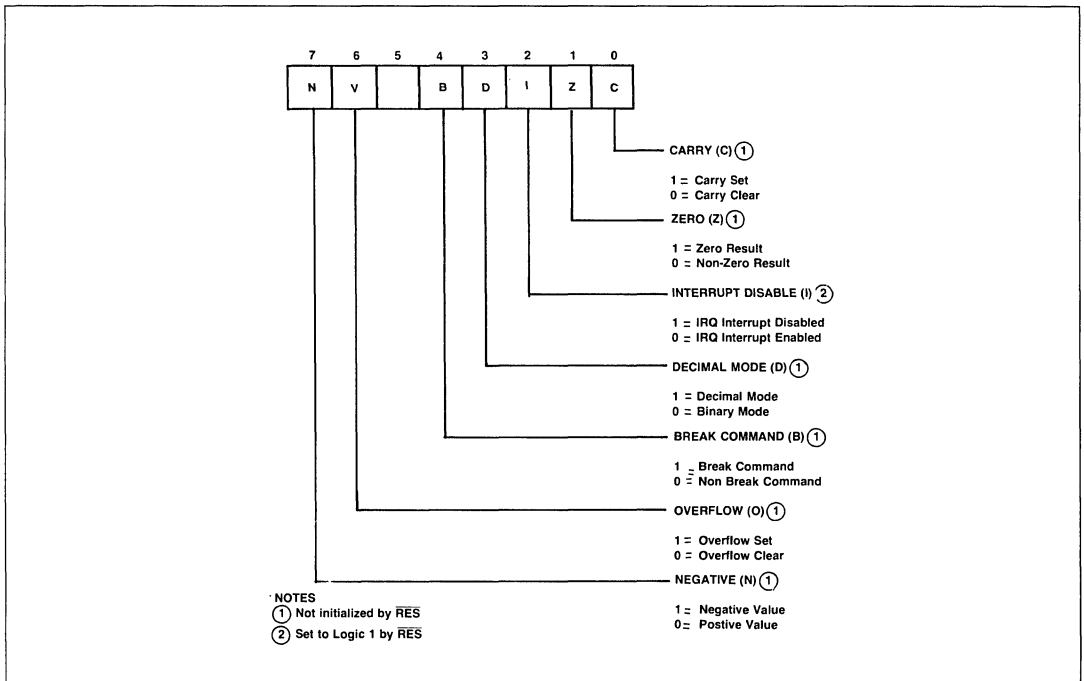 7 6 5 4 3 2 1 0
N V B D I Z C
CARRY (C) 1
1 = Carry Set
0 = Carry Clear
ZERO (Z) 1
1 = Zero Result
0 = Non-Zero Result
INTERRUPT DISABLE (I) 2
1 = IRQ Interrupt Disabled
0 = IRQ Interrupt Enabled
DECIMAL MODE (D) 1
1 = Decimal Mode
0 = Binary Mode
BREAK COMMAND (B) 1
1 = Break Command
0 = Non Break Command
OVERFLOW (O) 1
1 = Overflow Set
0 = Overflow Clear
NEGATIVE (N) 1
1 = Negative Value
0 = Postive Value
NOTES
1 Not initialized by RES
2 Set to Logic 1 by RES